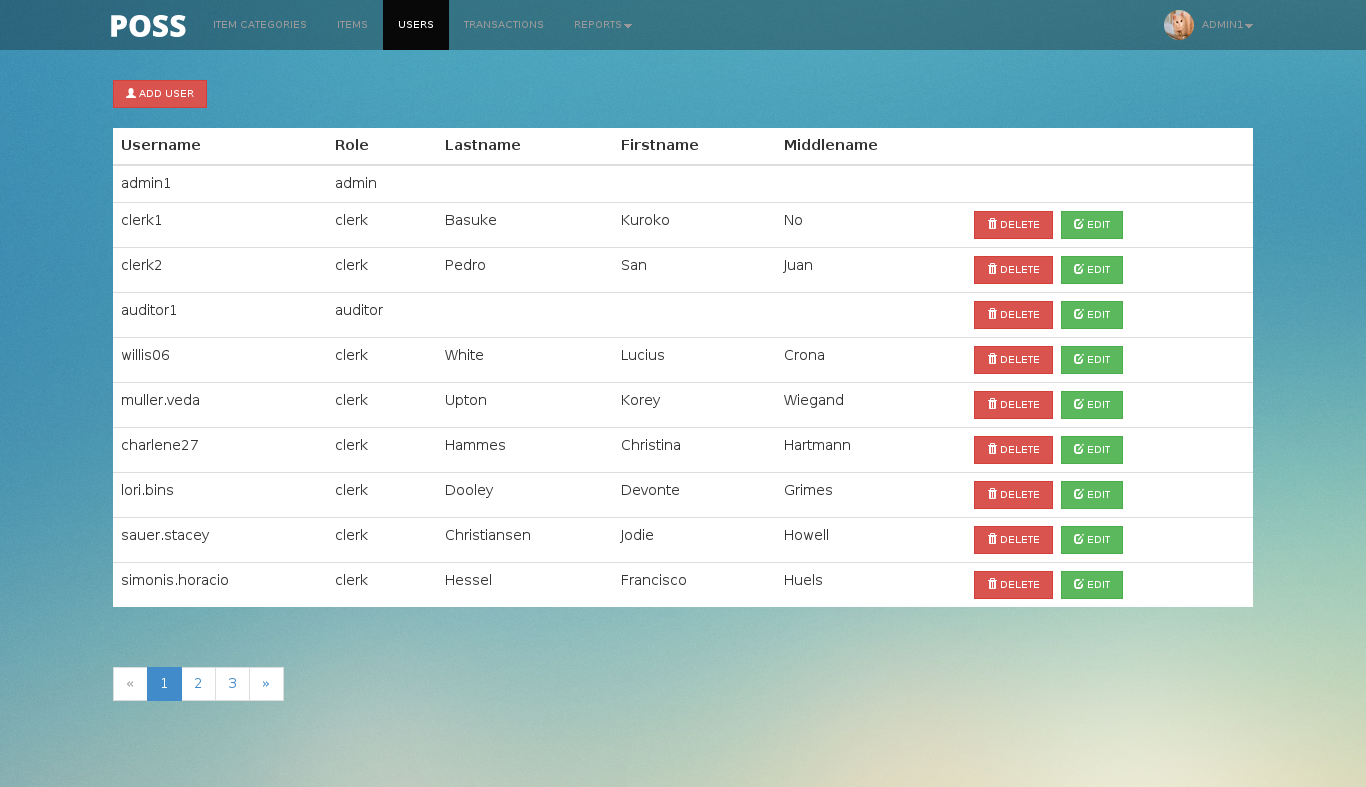 POSS ITEM CATEGORIES ITEMS USERS TRANSACTIONS REPORTS ADMIN1
ADD USER
Username Role Lastname Firstname Middlename
admin1 admin
clerk1 clerk Basuke Kuroko No DELETE EDIT
clerk2 clerk Pedro San Juan DELETE EDIT
auditor1 auditor DELETE EDIT
willis06 clerk White Lucius Crona DELETE EDIT
muller.veda clerk Upton Korey Wiegand DELETE EDIT
charlene27 clerk Hammes Christina Hartmann DELETE EDIT
lori.bins clerk Dooley Devonte Grimes DELETE EDIT
sauer.stacey clerk Christiansen Jodie Howell DELETE EDIT
simonis.horacio clerk Hessel Francisco Huels DELETE EDIT
« 1 2 3 »